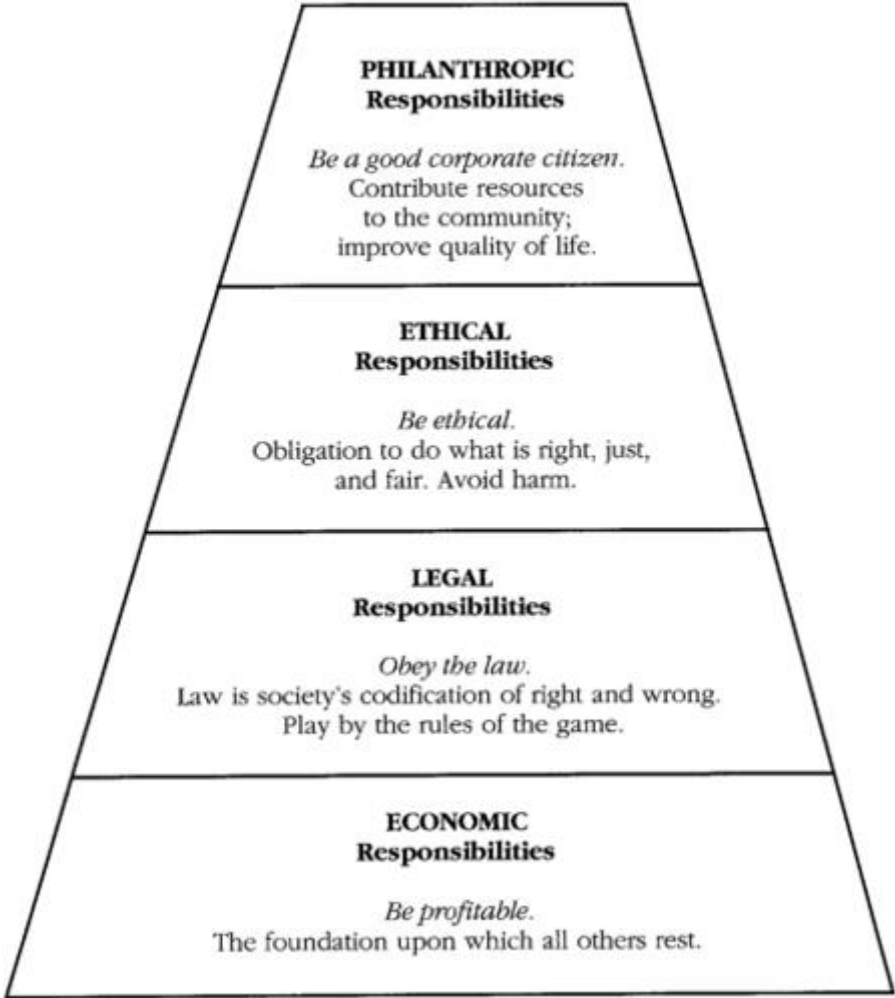 PHILANTHROPIC
Responsibilities
Be a good corporate citizen.
Contribute resources
to the community;
improve quality of life.
ETHICAL
Responsibilities
Be ethical.
Obligation to do what is right, just,
and fair. Avoid harm.
LEGAL
Responsibilities
Obey the law.
Law is society's codification of right and wrong.
Play by the rules of the game.
ECONOMIC
Responsibilities
Be profitable.
The foundation upon which all others rest.